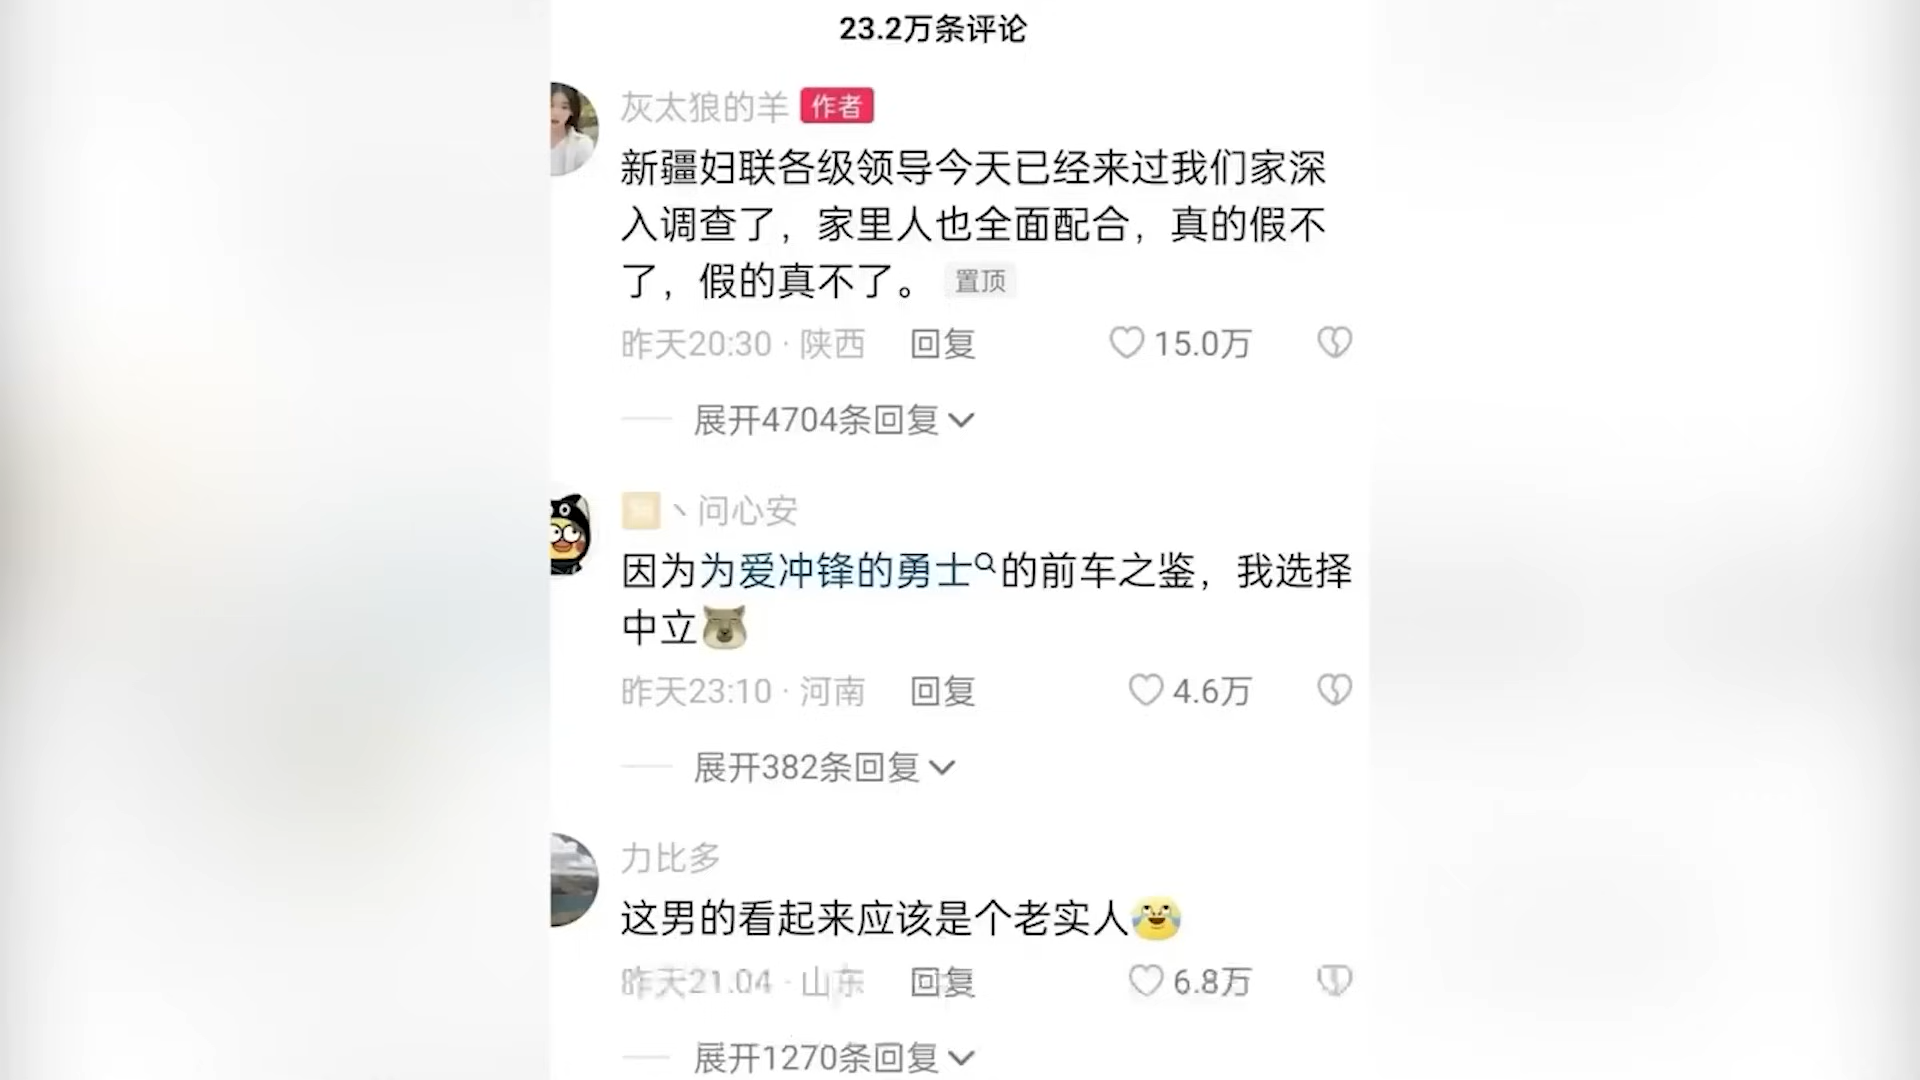 23.2万条评论
灰太狼的羊 作者
新疆妇联各级领导今天已经来过我们家深
入调查了，家里人也全面配合，真的假不
了，假的真不了。 置顶
昨天20:30 · 陕西 回复 15.0万
展开4704条回复
丶问心安
因为为爱冲锋的勇士的前车之鉴，我选择
中立
昨天23:10 · 河南 回复 4.6万
展开382条回复
力比多
这男的看起来应该是个老实人
昨天21:04 · 山东 回复 6.8万
展开1270条回复